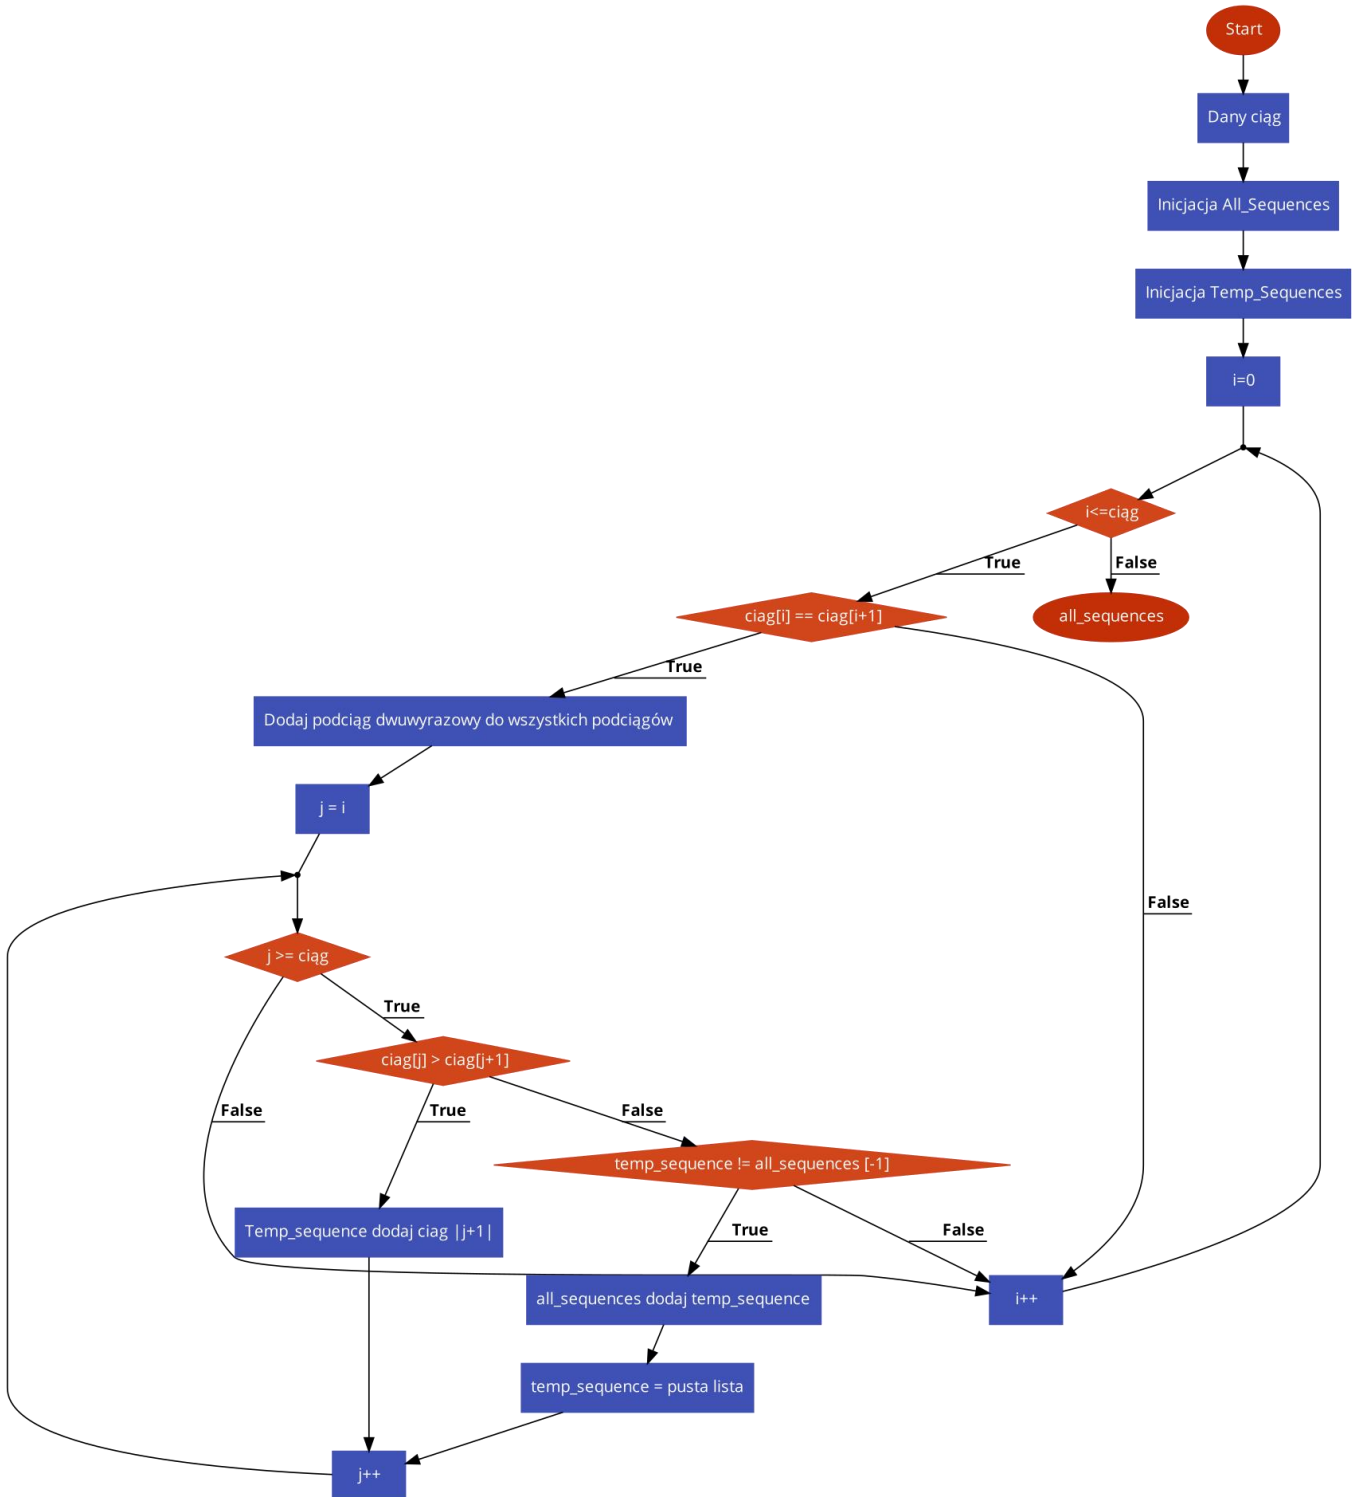 Start
Dany ciąg
Inicjacja All_Sequences
Inicjacja Temp_Sequences
i=0
i<=ciąg
True
False
ciag[i] == ciag[i+1]
all_sequences
True
Dodaj podciąg dwuwyrazowy do wszystkich podciągów
j = i
False
j >= ciąg
True
ciag[j] > ciag[j+1]
False
True
False
temp_sequence != all_sequences [-1]
Temp_sequence dodaj ciag |j+1|
True
False
all_sequences dodaj temp_sequence
i++
temp_sequence = pusta lista
j++